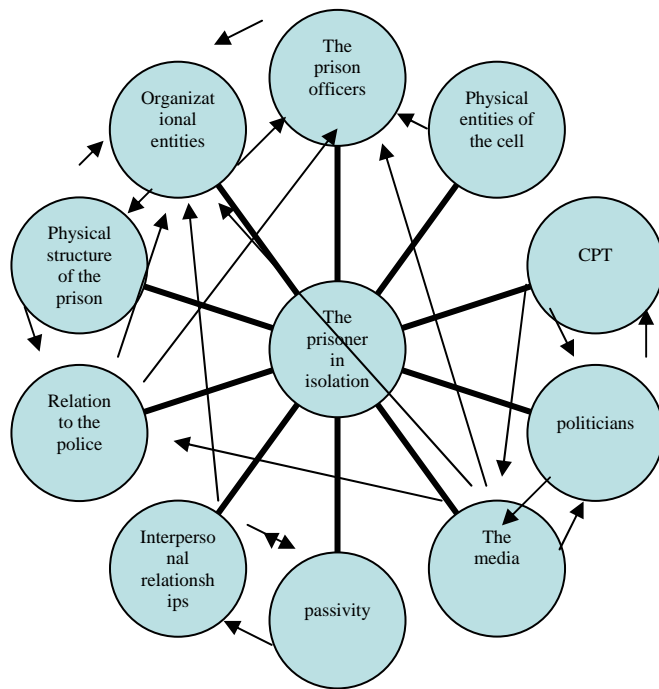 The
prison
officers
Physical
entities of
the cell
CPT
politicians
The
media
passivity
Interperso
nal
relationsh
ips
Relation
to the
police
Physical
structure
of the
prison
Organizat
ional
entities
The
prisoner
in
isolation